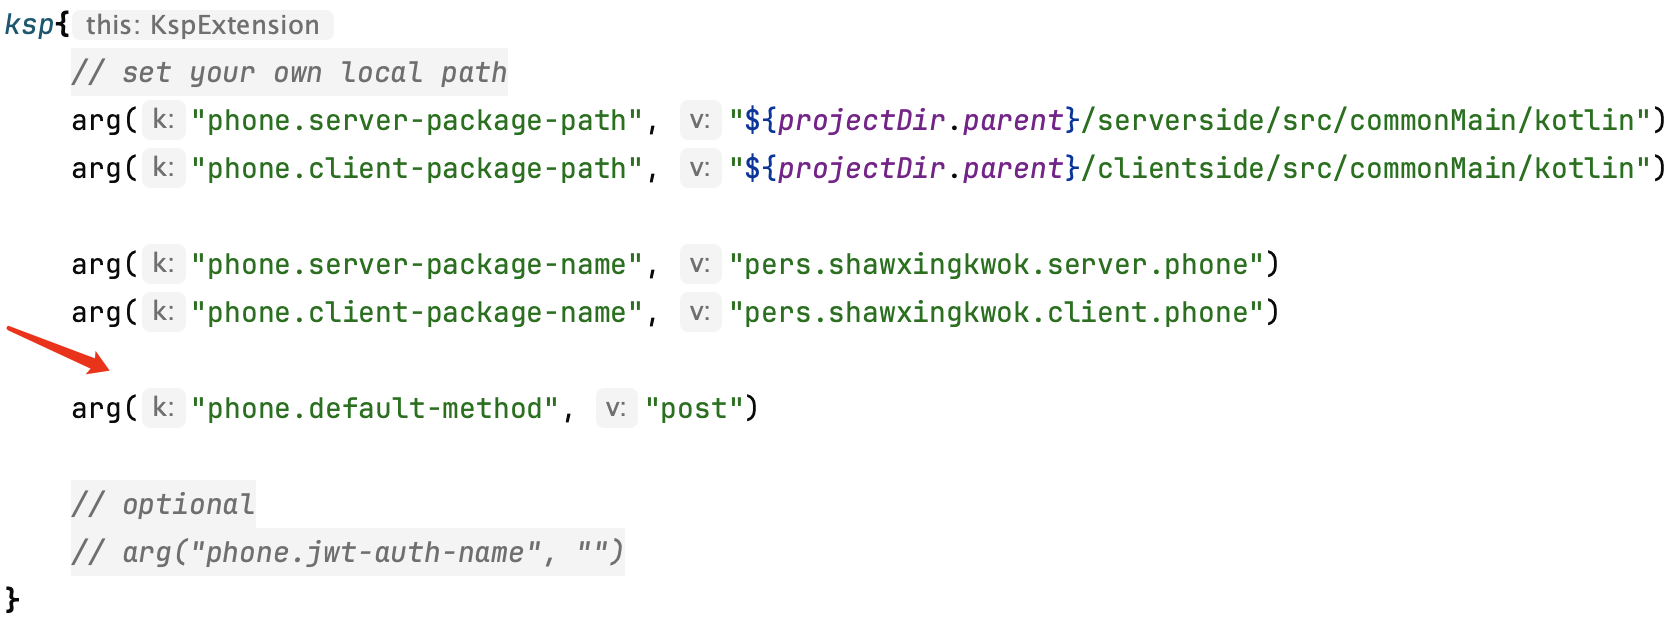 ksp{ this: KspExtension
// set your own local path
arg( k: "phone.server-package-path", v: "${projectDir.parent}/serverside/src/commonMain/kotlin")
arg( k: "phone.client-package-path", v: "${projectDir.parent}/clientside/src/commonMain/kotlin")
arg( k: "phone.server-package-name", v: "pers.shawxingkwok.server.phone")
arg( k: "phone.client-package-name", v: "pers.shawxingkwok.client.phone")
arg( k: "phone.default-method", v: "post")
// optional
// arg("phone.jwt-auth-name", "")
}